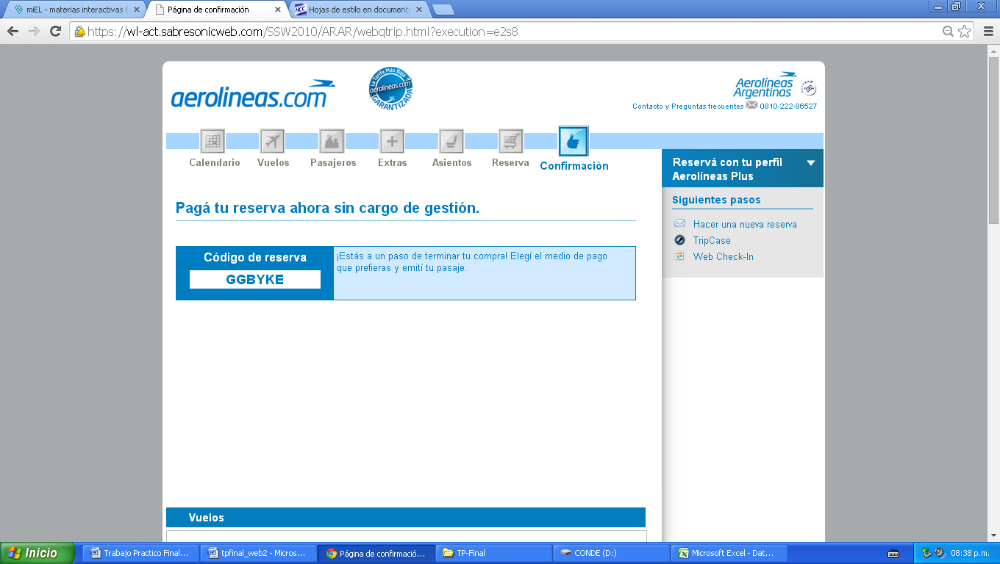 miEL - materias interactivas E
Página de confirmación
Hojas de estilo en document
https://wl-act.sabresonicweb.com/SSW2010/ARAR/webqtrip.html?execution=e2s8
aerolineas.com
La Tarifa Más Baja
aerolineas.com
GARANTIZADA
Aerolíneas
Argentinas
Contacto y Preguntas frecuentes 0810-222-86527
Calendario
Vuelos
Pasajeros
Extras
Asientos
Reserva
Confirmación
Reservá con tu perfil
Aerolíneas Plus
Siguientes pasos
Hacer una nueva reserva
TripCase
Web Check-In
Pagá tu reserva ahora sin cargo de gestión.
Código de reserva
GGBYKE
¡Estás a un paso de terminar tu compra! Elegí el medio de pago
que prefieras y emití tu pasaje.
Vuelos
Inicio
Trabajo Practico Final...
tpfinal_web2 - Micros...
Página de confirmació...
TP-Final
CONDE (D:)
Microsoft Excel - Dat...
08:38 p.m.